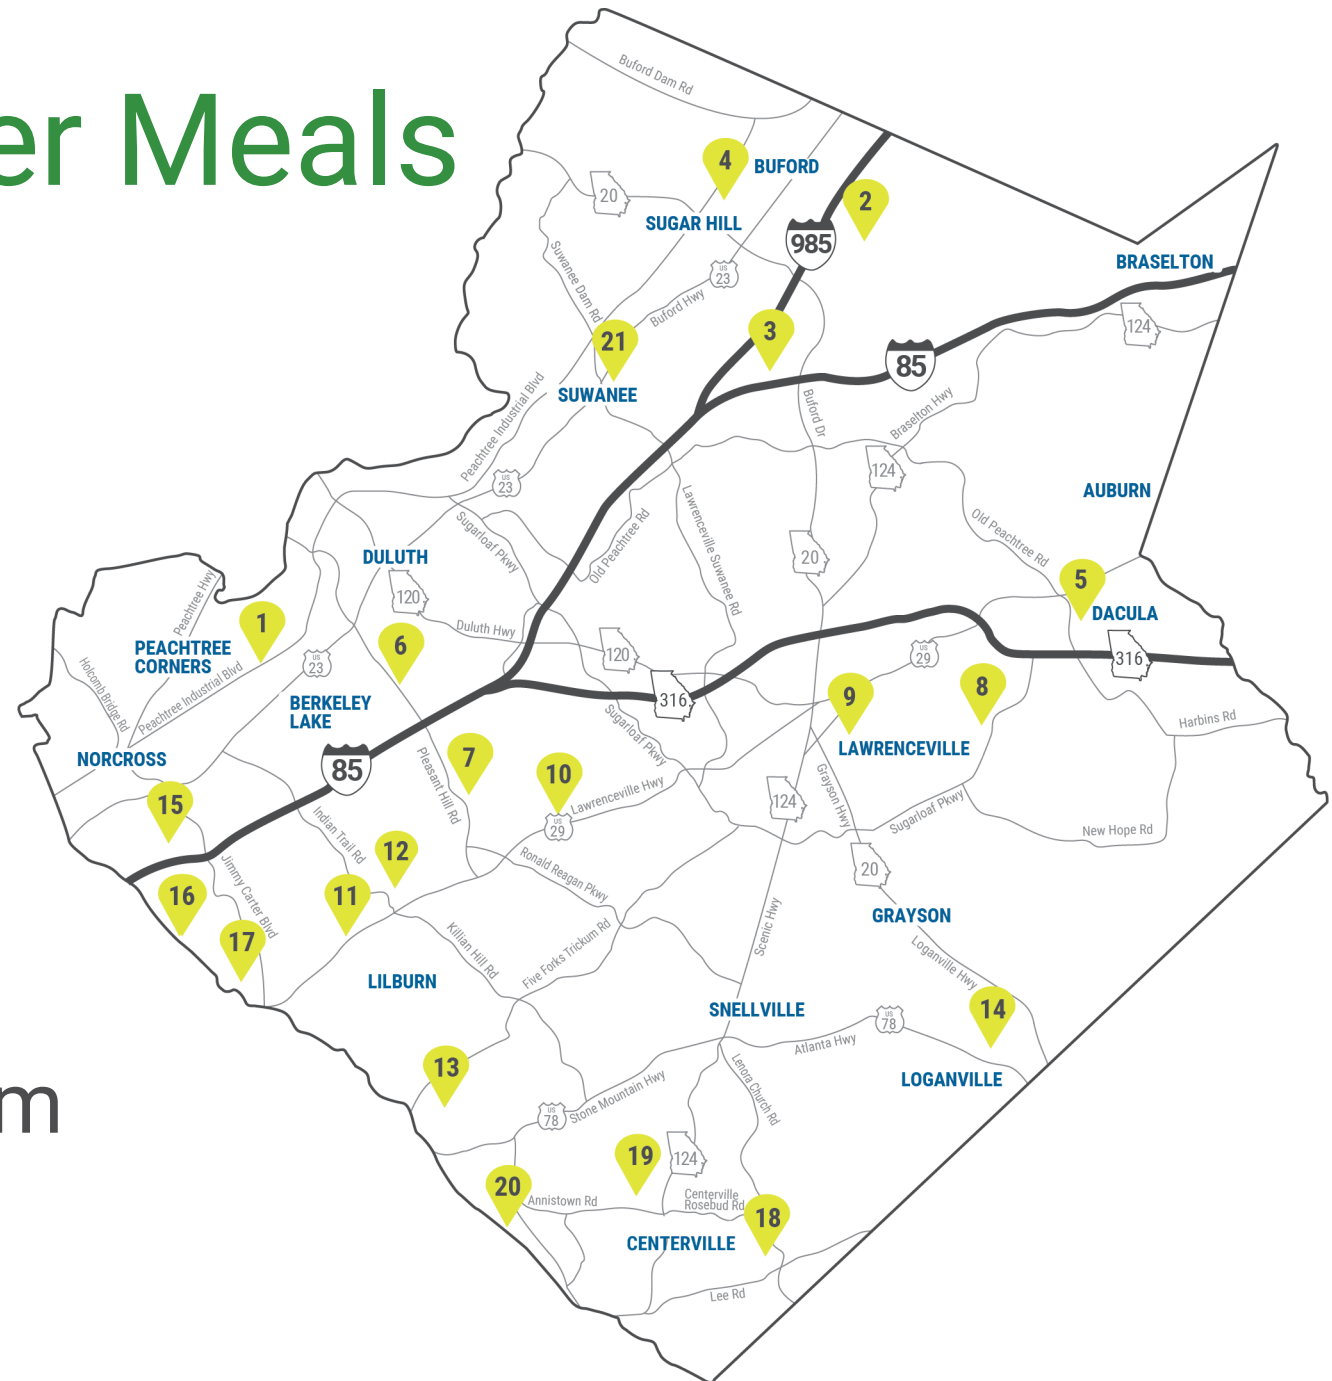 er Meals
Buford Dam Rd
4
BUFORD
20
2
SUGAR HILL
985
BRASELTON
US
23
Suwanee Dam Rd
Buford Hwy
3
124
21
85
SUWANEE
Peachtree Industrial Blvd
Buford Dr
Braselton Hwy
124
US
23
AUBURN
Lawrenceville Suwanee Rd
Sugarloaf Pkwy
Old Peachtree Rd
Old Peachtree Rd
20
DULUTH
120
5
DACULA
Peachtree Hwy
1
PEACHTREE
CORNERS
6
Duluth Hwy
120
US
29
316
US
23
Holcomb Bridge Rd
Peachtree Industrial Blvd
BERKELEY
LAKE
316
9
8
Sugarloaf Pkwy
Harbins Rd
LAWRENCEVILLE
NORCROSS
85
7
Pleasant Hill Rd
10
Lawrenceville Hwy
US
29
Grayson Hwy
124
Sugarloaf Pkwy
15
Indian Trail Rd
New Hope Rd
12
Ronald Reagan Pkwy
20
Jimmy Carter Blvd
16
11
GRAYSON
17
Killian Hill Rd
Five Forks Trickum Rd
Scenic Hwy
Loganville Hwy
LILBURN
SNELLVILLE
14
US
78
Atlanta Hwy
13
LOGANVILLE
Lenora Church Rd
Stone Mountain Hwy
US
78
m
19
124
20
Annistown Rd
Centerville
Rosebud Rd
18
CENTERVILLE
Lee Rd